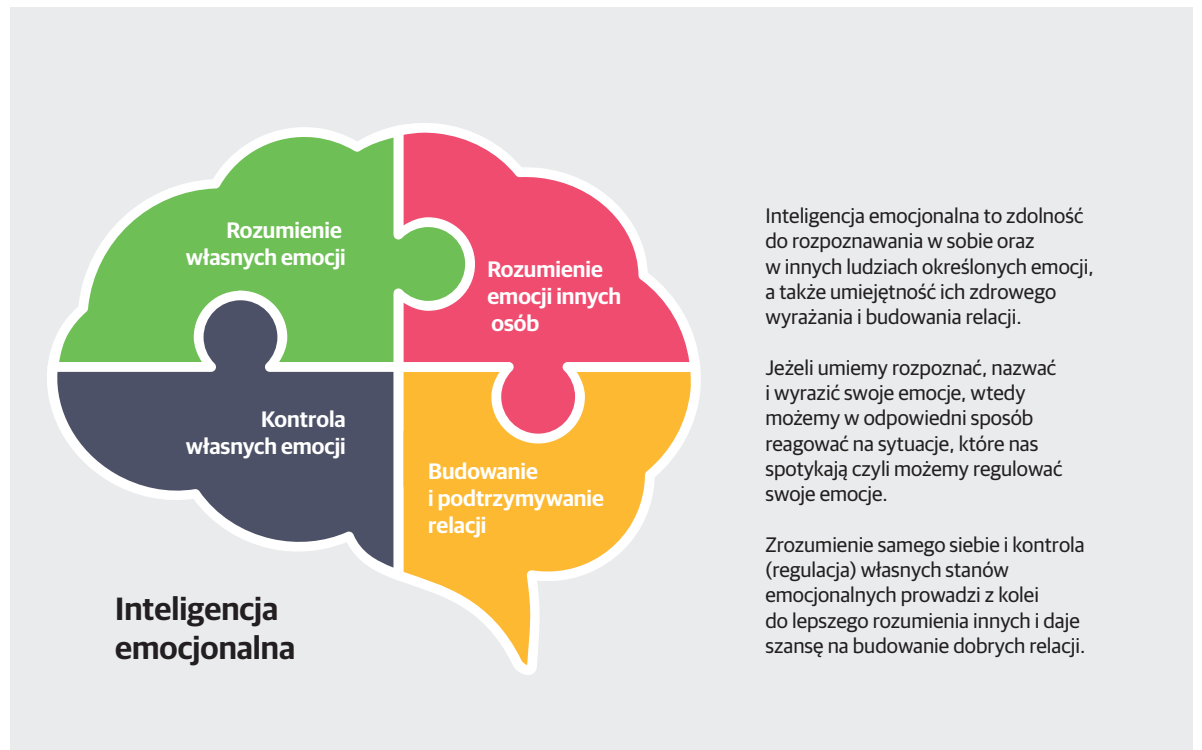 Rozumienie
własnych emocji
Rozumienie
emocji innych
osób
Kontrola
własnych emocji
Budowanie
i podtrzymywanie
relacji
Inteligencja
emocjonalna
Inteligencja emocjonalna to zdolność
do rozpoznawania w sobie oraz
w innych ludziach określonych emocji,
a także umiejętność ich zdrowego
wyrażania i budowania relacji.
Jeżeli umiemy rozpoznać, nazwać
i wyrazić swoje emocje, wtedy
możemy w odpowiedni sposób
reagować na sytuacje, które nas
spotykają czyli możemy regulować
swoje emocje.
Zrozumienie samego siebie i kontrola
(regulacja) własnych stanów
emocjonalnych prowadzi z kolei
do lepszego rozumienia innych i daje
szansę na budowanie dobrych relacji.